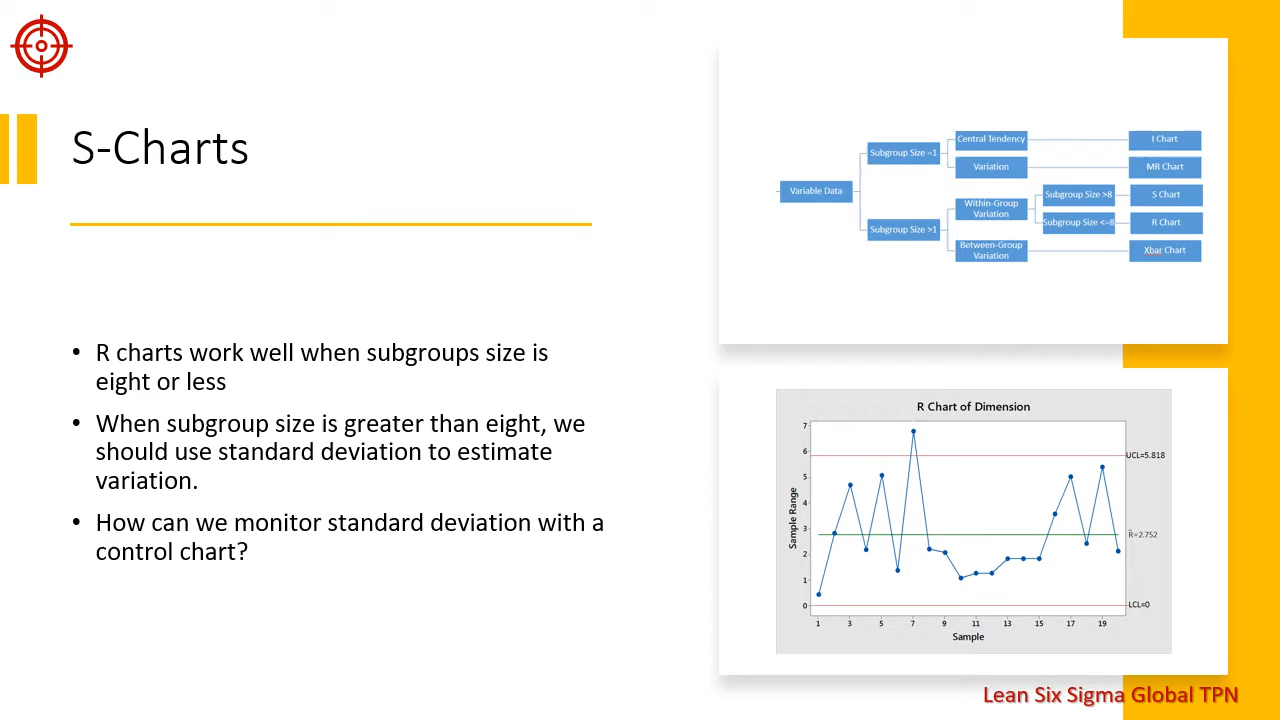 S-Charts
• R charts work well when subgroups size is
eight or less
• When subgroup size is greater than eight, we
should use standard deviation to estimate
variation.
• How can we monitor standard deviation with a
control chart?
Variable Data
Subgroup Size =1
Subgroup Size >1
Central Tendency
Variation
Within-Group
Variation
Between-Group
Variation
Subgroup Size >8
Subgroup Size <=8
I Chart
MR Chart
S Chart
R Chart
Xbar Chart
R Chart of Dimension
Sample Range
7
6
5
4
3
2
1
0
UCL=5.818
R̄=2.752
LCL=0
1 3 5 7 9 11 13 15 17 19
Sample
Lean Six Sigma Global TPN